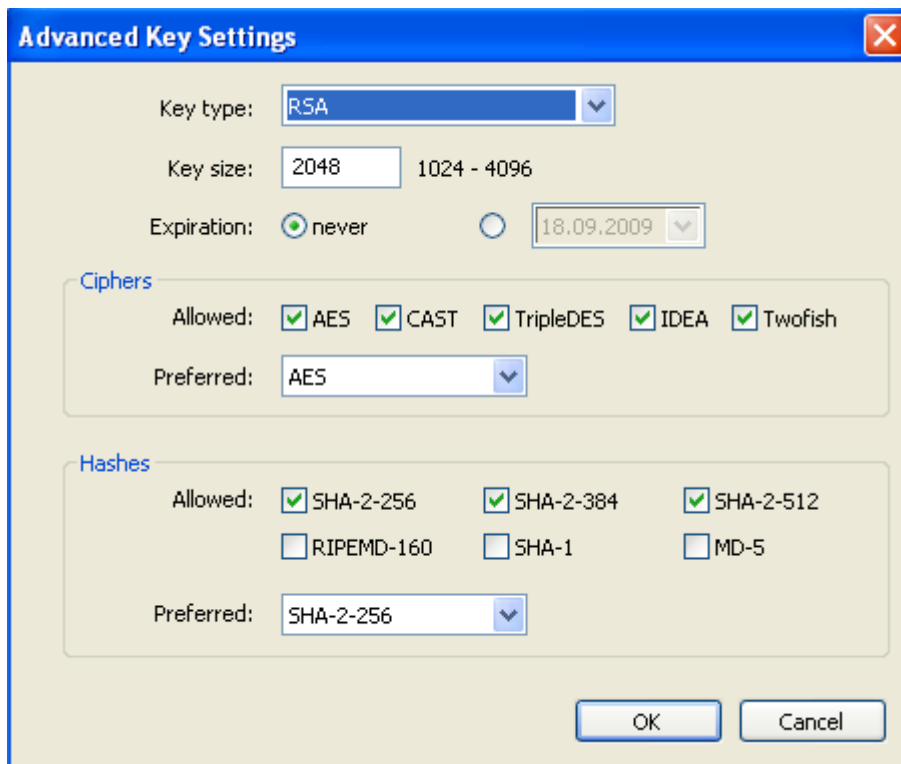 Advanced Key Settings
Key type: RSA
Key size: 2048 1024 - 4096
Expiration: never 18.09.2009
Ciphers
Allowed: AES CAST TripleDES IDEA Twofish
Preferred: AES
Hashes
Allowed: SHA-2-256 SHA-2-384 SHA-2-512
RIPEMD-160 SHA-1 MD-5
Preferred: SHA-2-256
OK Cancel